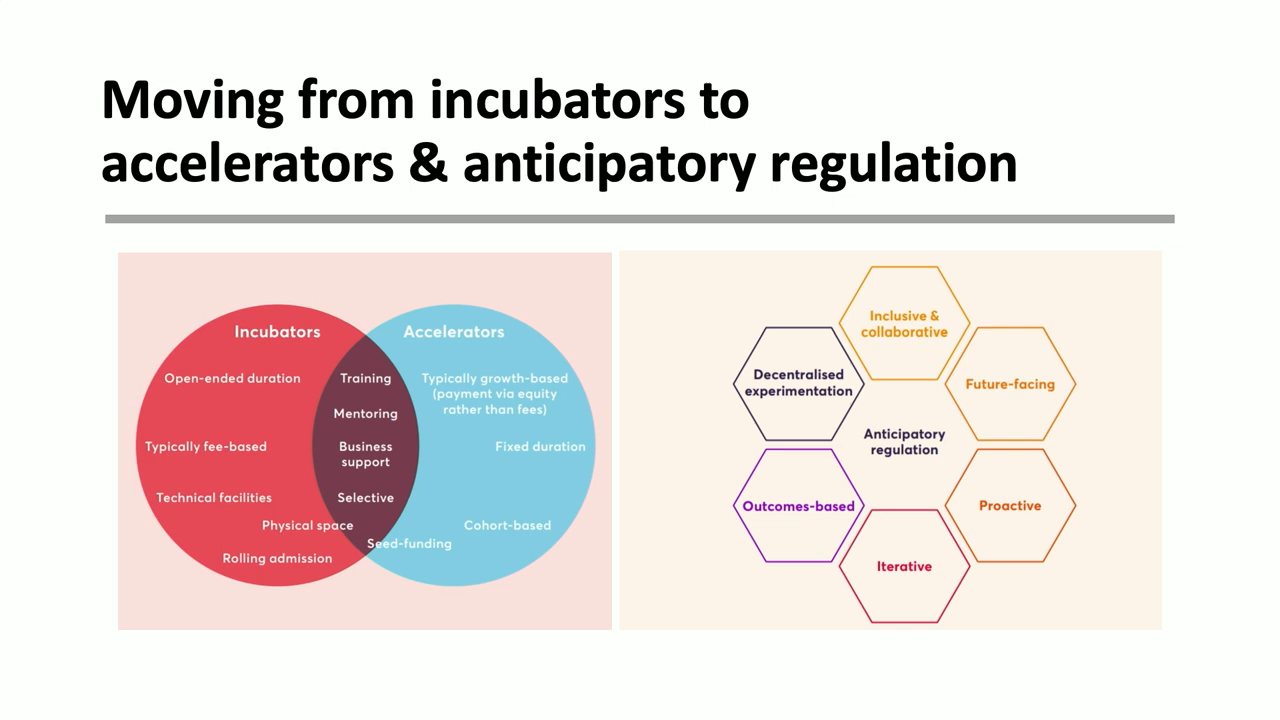 Moving from incubators to
accelerators & anticipatory regulation
Incubators
Open-ended duration
Typically fee-based
Technical facilities
Physical space
Rolling admission
Training
Mentoring
Business
support
Selective
Seed-funding
Accelerators
Typically growth-based
(payment via equity
rather than fees)
Fixed duration
Cohort-based
Inclusive &
collaborative
Future-facing
Proactive
Iterative
Outcomes-based
Decentralised
experimentation
Anticipatory
regulation